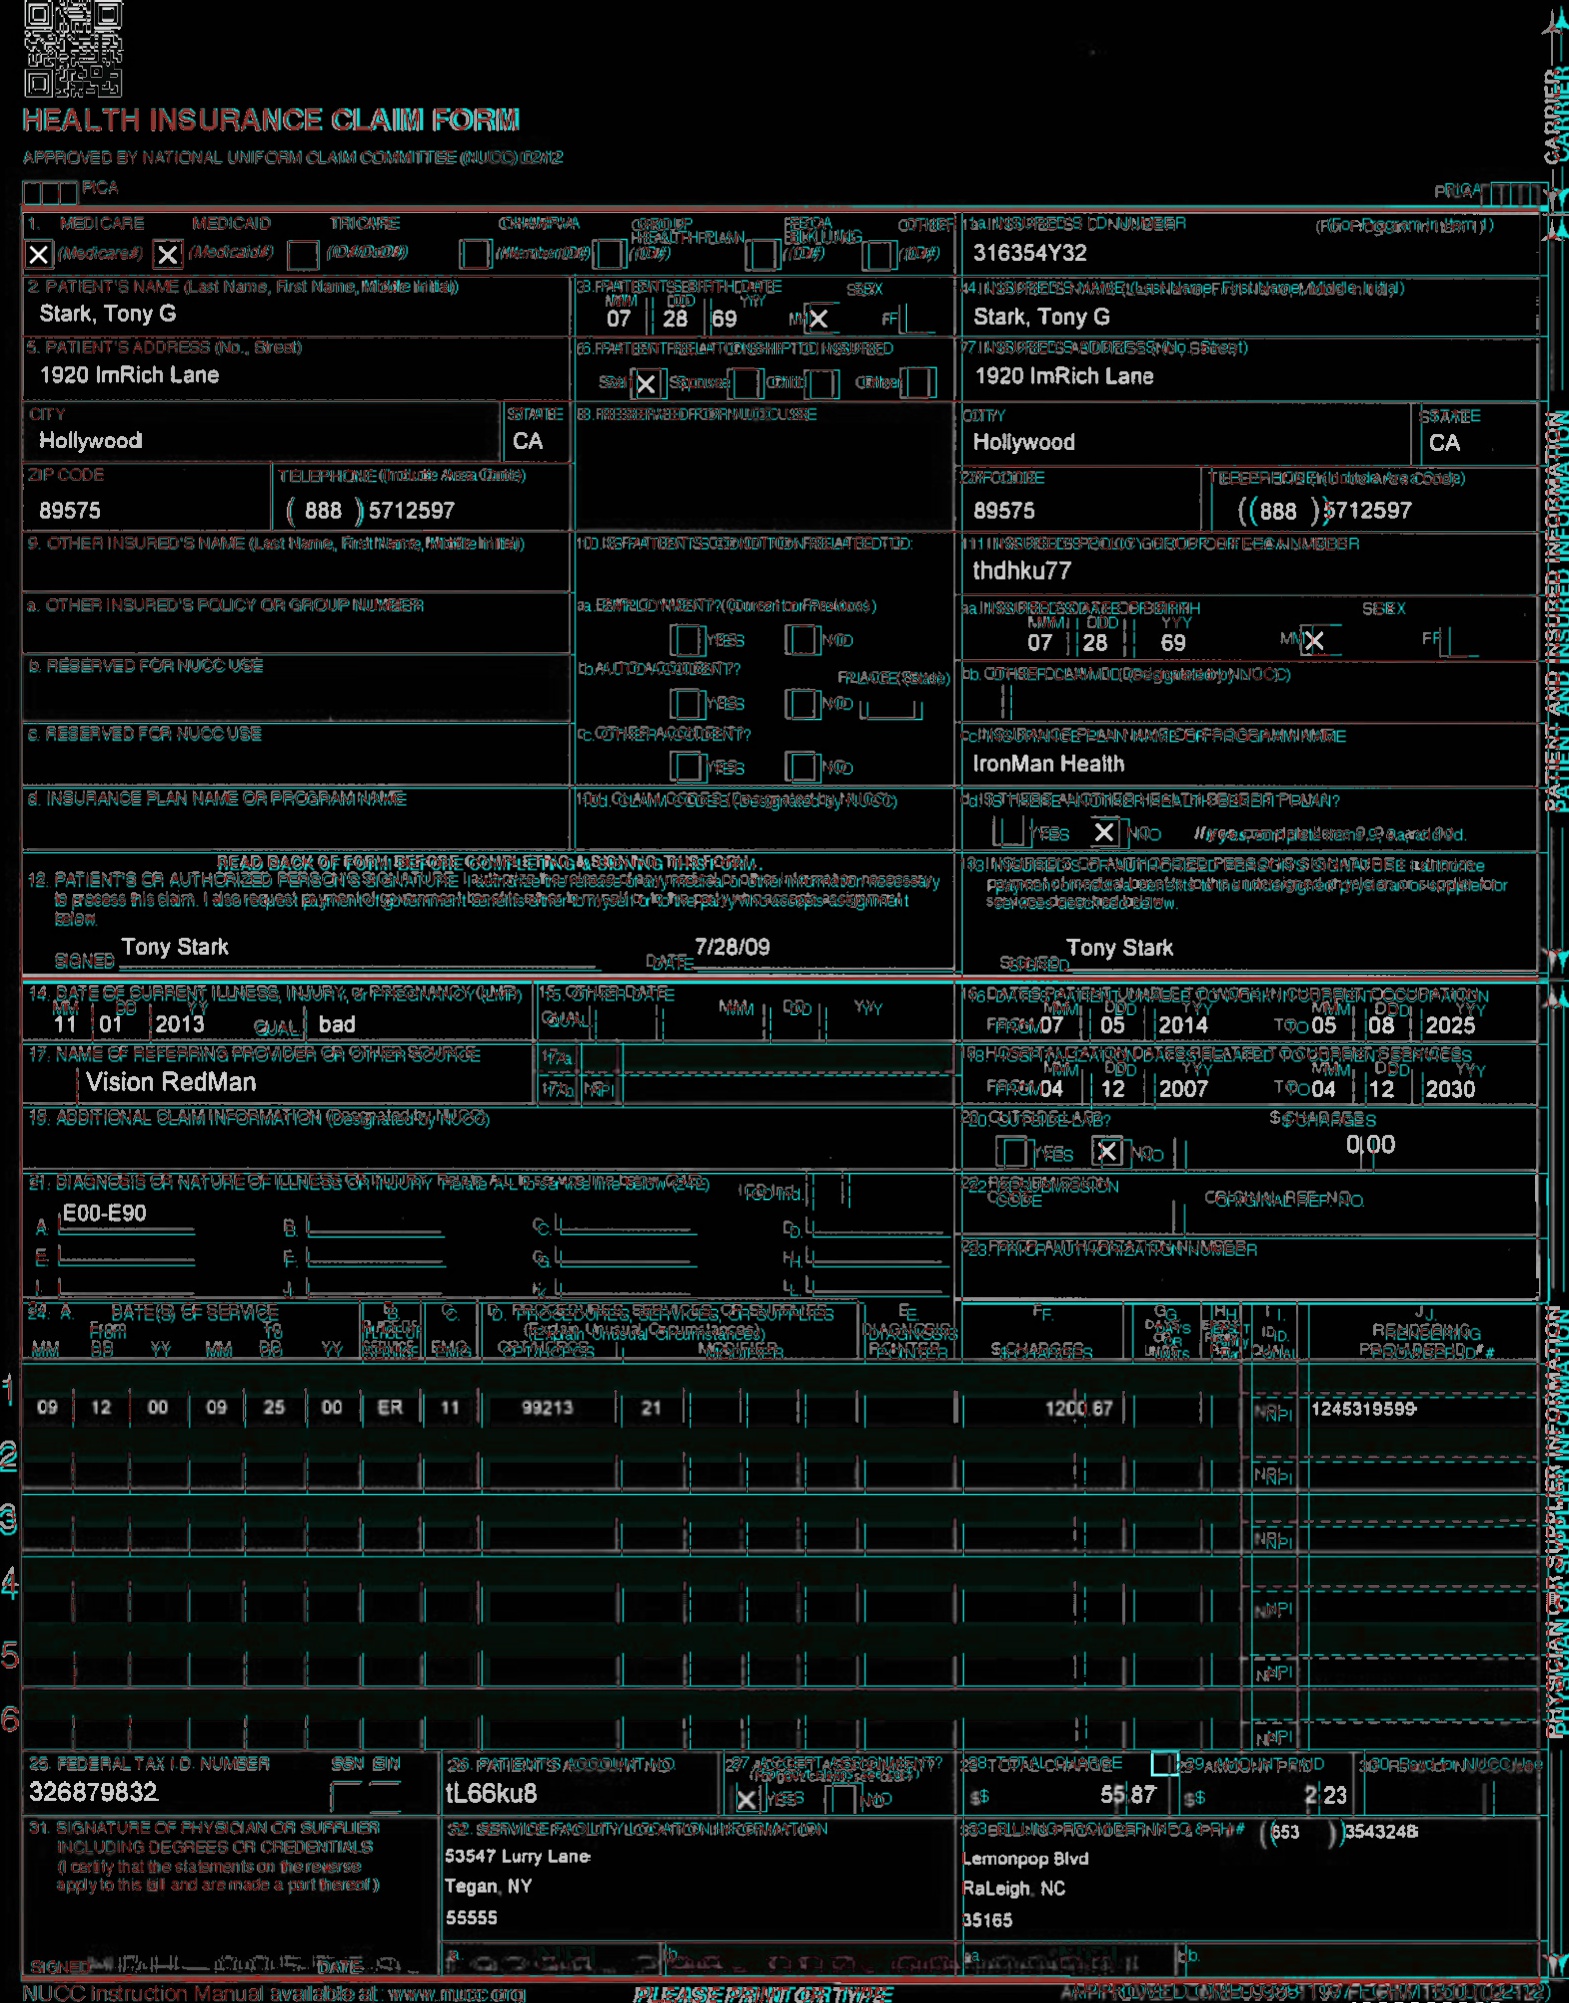 HEALTH INSURANCE CLAIM FORM
APPROVED BY NATIONAL UNIFORM CLAIM COMMITTEE (NUCC) 02/12
PICA
PICA
CARRIER
1. MEDICARE MEDICAID TRICARE CHAMPVA GROUP HEALTH PLAN FECA BLK LUNG OTHER
X (Medicare#) X (Medicaid#) (ID#/DoD#) (Member ID#) (ID#) (ID#) (ID#)
1a. INSURED'S I.D. NUMBER (For Program in Item 1)
316354Y32
2. PATIENT'S NAME (Last Name, First Name, Middle Initial)
Stark, Tony G
3. PATIENT'S BIRTH DATE SEX
MM DD YY
07 28 69 M X F
4. INSURED'S NAME (Last Name, First Name, Middle Initial)
Stark, Tony G
5. PATIENT'S ADDRESS (No., Street)
1920 ImRich Lane
6. PATIENT RELATIONSHIP TO INSURED
Self X Spouse Child Other
7. INSURED'S ADDRESS (No., Street)
1920 ImRich Lane
CITY STATE
Hollywood CA
8. RESERVED FOR NUCC USE
CITY STATE
Hollywood CA
ZIP CODE TELEPHONE (Include Area Code)
89575 ( 888 ) 5712597
ZIP CODE TELEPHONE (Include Area Code)
89575 ( 888 ) 5712597
9. OTHER INSURED'S NAME (Last Name, First Name, Middle Initial)
10. IS PATIENT'S CONDITION RELATED TO:
11. INSURED'S POLICY GROUP OR FECA NUMBER
thdhku77
a. OTHER INSURED'S POLICY OR GROUP NUMBER
a. EMPLOYMENT? (Current or Previous)
YES NO
a. INSURED'S DATE OF BIRTH SEX
MM DD YY
07 28 69 M X F
b. RESERVED FOR NUCC USE
b. AUTO ACCIDENT? PLACE (State)
YES NO
b. OTHER CLAIM ID (Designated by NUCC)
c. RESERVED FOR NUCC USE
c. OTHER ACCIDENT?
YES NO
c. INSURANCE PLAN NAME OR PROGRAM NAME
IronMan Health
d. INSURANCE PLAN NAME OR PROGRAM NAME
10d. CLAIM CODES (Designated by NUCC)
d. IS THERE ANOTHER HEALTH BENEFIT PLAN?
YES X NO If yes, complete items 9, 9a, and 9d.
READ BACK OF FORM BEFORE COMPLETING & SIGNING THIS FORM.
12. PATIENT'S OR AUTHORIZED PERSON'S SIGNATURE I authorize the release of any medical or other information necessary
to process this claim. I also request payment of government benefits either to myself or to the party who accepts assignment
below.
SIGNED Tony Stark DATE 7/28/09
13. INSURED'S OR AUTHORIZED PERSON'S SIGNATURE I authorize
payment of medical benefits to the undersigned physician or supplier for
services described below.
SIGNED Tony Stark
PATIENT AND INSURED INFORMATION
14. DATE OF CURRENT ILLNESS, INJURY, or PREGNANCY (LMP)
MM DD YY
11 01 2013 QUAL. bad
15. OTHER DATE
QUAL. MM DD YY
16. DATES PATIENT UNABLE TO WORK IN CURRENT OCCUPATION
MM DD YY MM DD YY
FROM 07 05 2014 TO 05 08 2025
17. NAME OF REFERRING PROVIDER OR OTHER SOURCE
Vision RedMan
17a.
17b. NPI
18. HOSPITALIZATION DATES RELATED TO CURRENT SERVICES
MM DD YY MM DD YY
FROM 04 12 2007 TO 04 12 2030
19. ADDITIONAL CLAIM INFORMATION (Designated by NUCC)
20. OUTSIDE LAB? $ CHARGES
YES X NO 0.00
21. DIAGNOSIS OR NATURE OF ILLNESS OR INJURY Relate A-L to service line below (24E) ICD Ind.
A. E00-E90 B. C. D.
E. F. G. H.
I. J. K. L.
22. RESUBMISSION CODE ORIGINAL REF. NO.
23. PRIOR AUTHORIZATION NUMBER
24. A. DATE(S) OF SERVICE B. C. D. PROCEDURES, SERVICES, OR SUPPLIES E. F. G. H. I. J.
From To PLACE OF SERVICE EMG (Explain Unusual Circumstances) DIAGNOSIS POINTER $ CHARGES DAYS OR UNITS ID. QUAL. RENDERING PROVIDER ID. #
MM DD YY MM DD YY CPT/HCPCS MODIFIER
1 09 12 00 09 25 00 ER 11 99213 21 1200.67 NPI 1245319599
2 NPI
3 NPI
4 NPI
5 NPI
6 NPI
PHYSICIAN OR SUPPLIER INFORMATION
25. FEDERAL TAX I.D. NUMBER SSN EIN
326879832
26. PATIENT'S ACCOUNT NO.
tL66ku8
27. ACCEPT ASSIGNMENT?
(For govt. claims, see back)
X YES NO
28. TOTAL CHARGE
$ 55 87
29. AMOUNT PAID
$ 2 23
30. Rsvd for NUCC Use
31. SIGNATURE OF PHYSICIAN OR SUPPLIER
INCLUDING DEGREES OR CREDENTIALS
(I certify that the statements on the reverse
apply to this bill and are made a part thereof.)
SIGNED DATE
32. SERVICE FACILITY LOCATION INFORMATION
53547 Lurry Lane
Tegan, NY
55555
a. b.
33. BILLING PROVIDER INFO & PH # ( 653 ) 3543248
Lemonpop Blvd
RaLeigh, NC
35165
a. b.
NUCC Instruction Manual available at: www.nucc.org
PLEASE PRINT OR TYPE